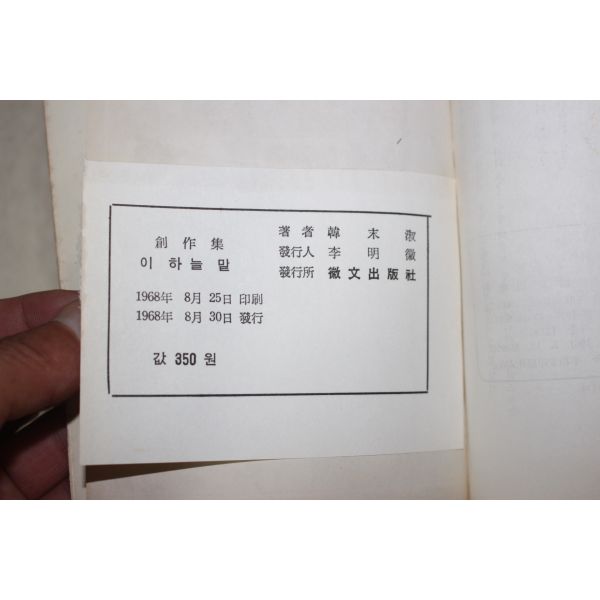 創作集
이 하늘 밑
著者 韓末淑
發行人 李明徽
發行所 徽文出版社
1968年 8月 25日 印刷
1968年 8月 30日 發行
값 350 원